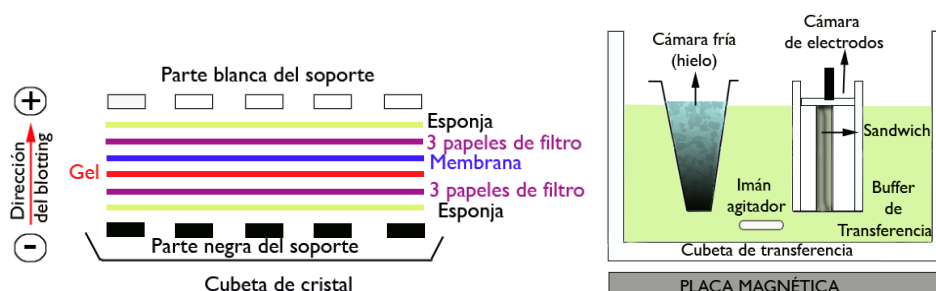 Parte blanca del soporte
+
Dirección
del blotting
-
Esponja
3 papeles de filtro
Membrana
Gel
3 papeles de filtro
Esponja
Parte negra del soporte
Cubeta de cristal
Cámara fría
(hielo)
Cámara
de electrodos
Sandwich
Imán
agitador
Buffer
de
Transferencia
Cubeta de transferencia
PLACA MAGNÉTICA